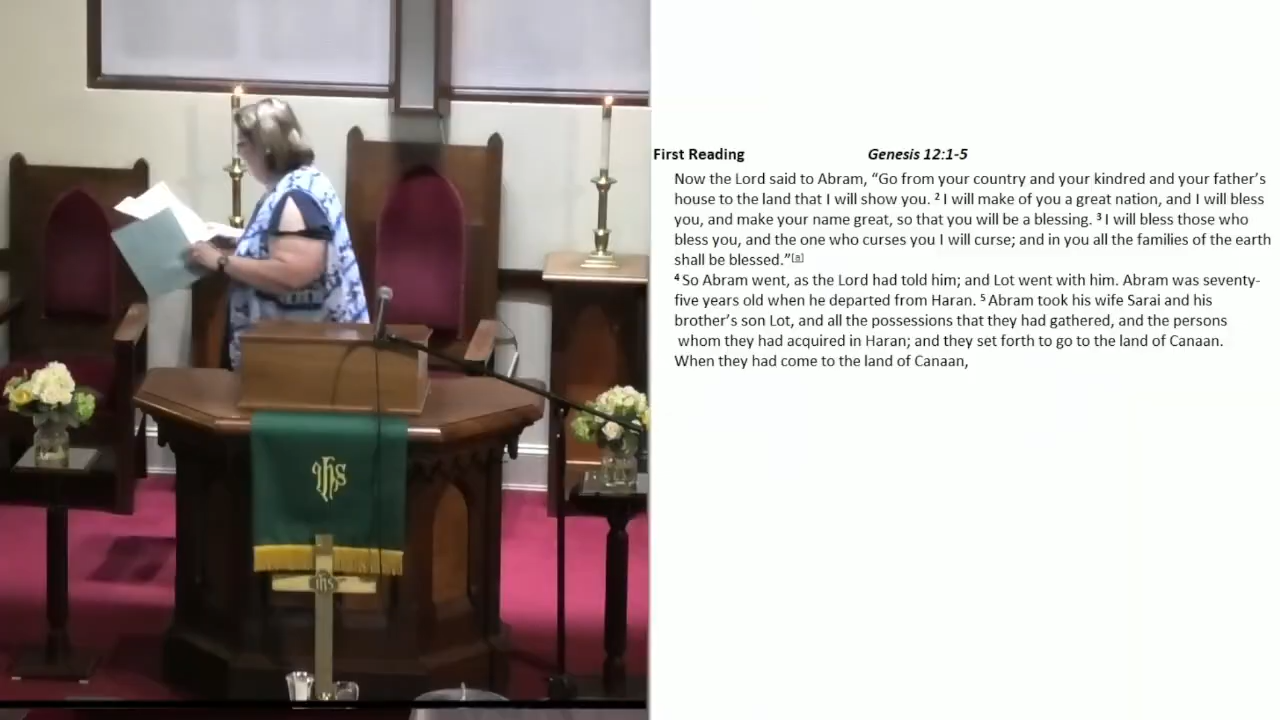 First Reading Genesis 12:1-5
Now the Lord said to Abram, “Go from your country and your kindred and your father’s
house to the land that I will show you. 2 I will make of you a great nation, and I will bless
you, and make your name great, so that you will be a blessing. 3 I will bless those who
bless you, and the one who curses you I will curse; and in you all the families of the earth
shall be blessed.”[a]
4 So Abram went, as the Lord had told him; and Lot went with him. Abram was seventy-
five years old when he departed from Haran. 5 Abram took his wife Sarai and his
brother’s son Lot, and all the possessions that they had gathered, and the persons
whom they had acquired in Haran; and they set forth to go to the land of Canaan.
When they had come to the land of Canaan,
IHS
IHS